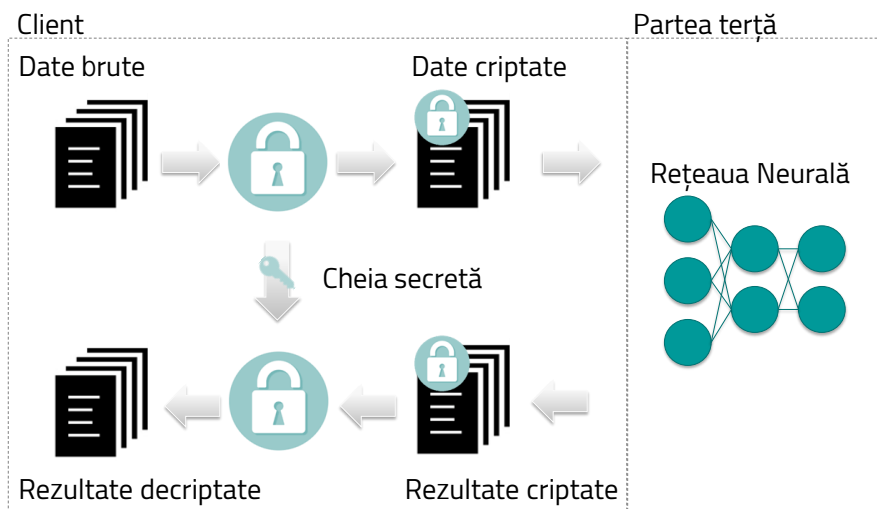 Client
Partea terță
Date brute
Date criptate
Rețeaua Neurală
Cheia secretă
Rezultate decriptate
Rezultate criptate